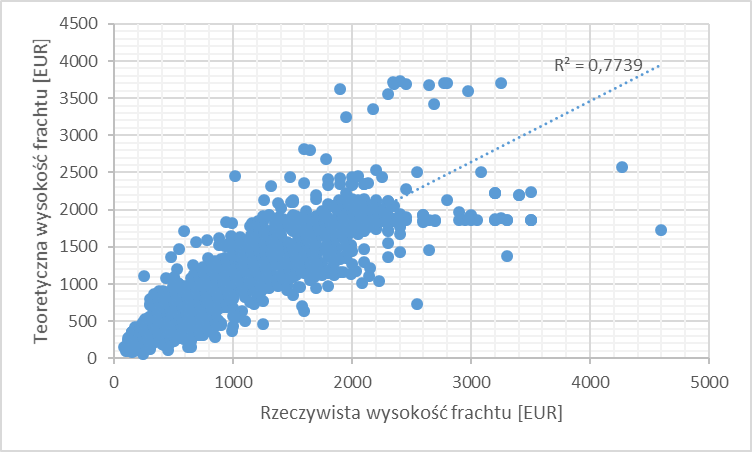 4500
4000
3500
3000
2500
2000
1500
1000
500
0
R² = 0,7739
0 1000 2000 3000 4000 5000
Teoretyczna wysokość frachtu [EUR]
Rzeczywista wysokość frachtu [EUR]